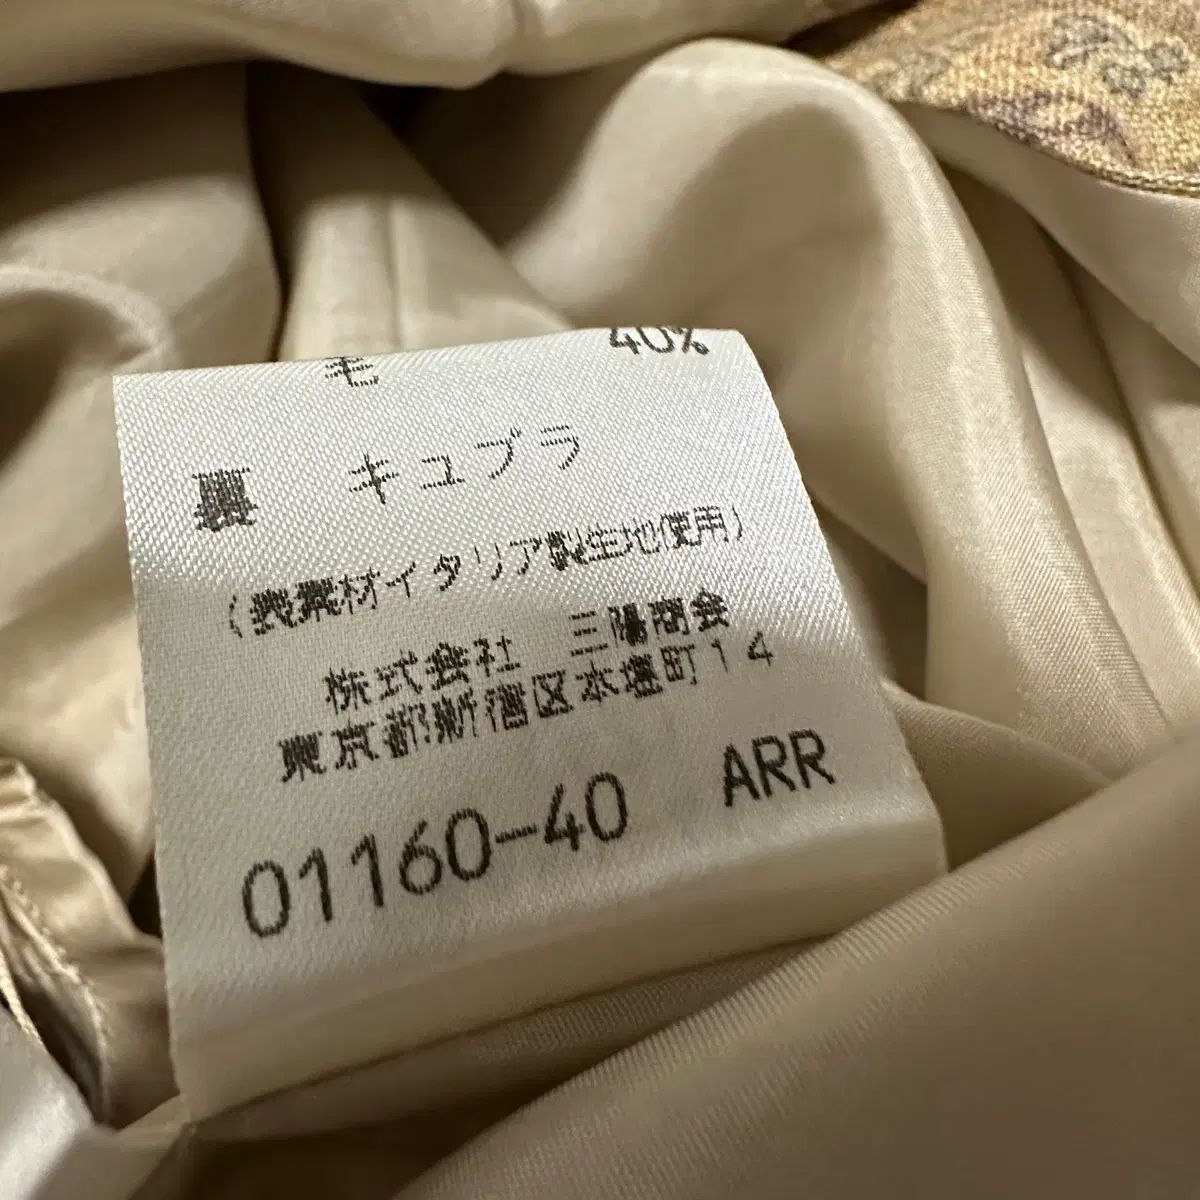 毛 40%
裏 キュプラ
(表素材イタリア製生地使用)
株式会社 三陽商会
東京都新宿区本塩町14
01160-40 ARR